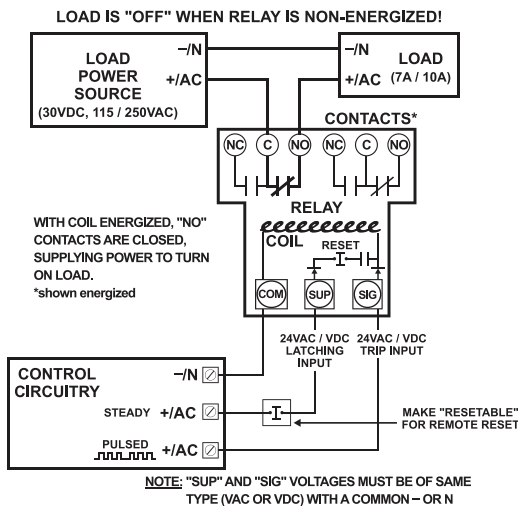 LOAD IS "OFF" WHEN RELAY IS NON-ENERGIZED!
LOAD
POWER
SOURCE
(30VDC, 115 / 250VAC)
–/N
+/AC
–/N
+/AC
LOAD
(7A / 10A)
CONTACTS*
NC
C
NO
NC
C
NO
RELAY
COIL
RESET
WITH COIL ENERGIZED, "NO"
CONTACTS ARE CLOSED,
SUPPLYING POWER TO TURN
ON LOAD.
*shown energized
COM
SUP
SIG
24VAC / VDC
LATCHING
INPUT
24VAC / VDC
TRIP INPUT
CONTROL
CIRCUITRY
–/N
STEADY +/AC
PULSED
+/AC
MAKE "RESETABLE"
FOR REMOTE RESET
NOTE: "SUP" AND "SIG" VOLTAGES MUST BE OF SAME
TYPE (VAC OR VDC) WITH A COMMON – OR N